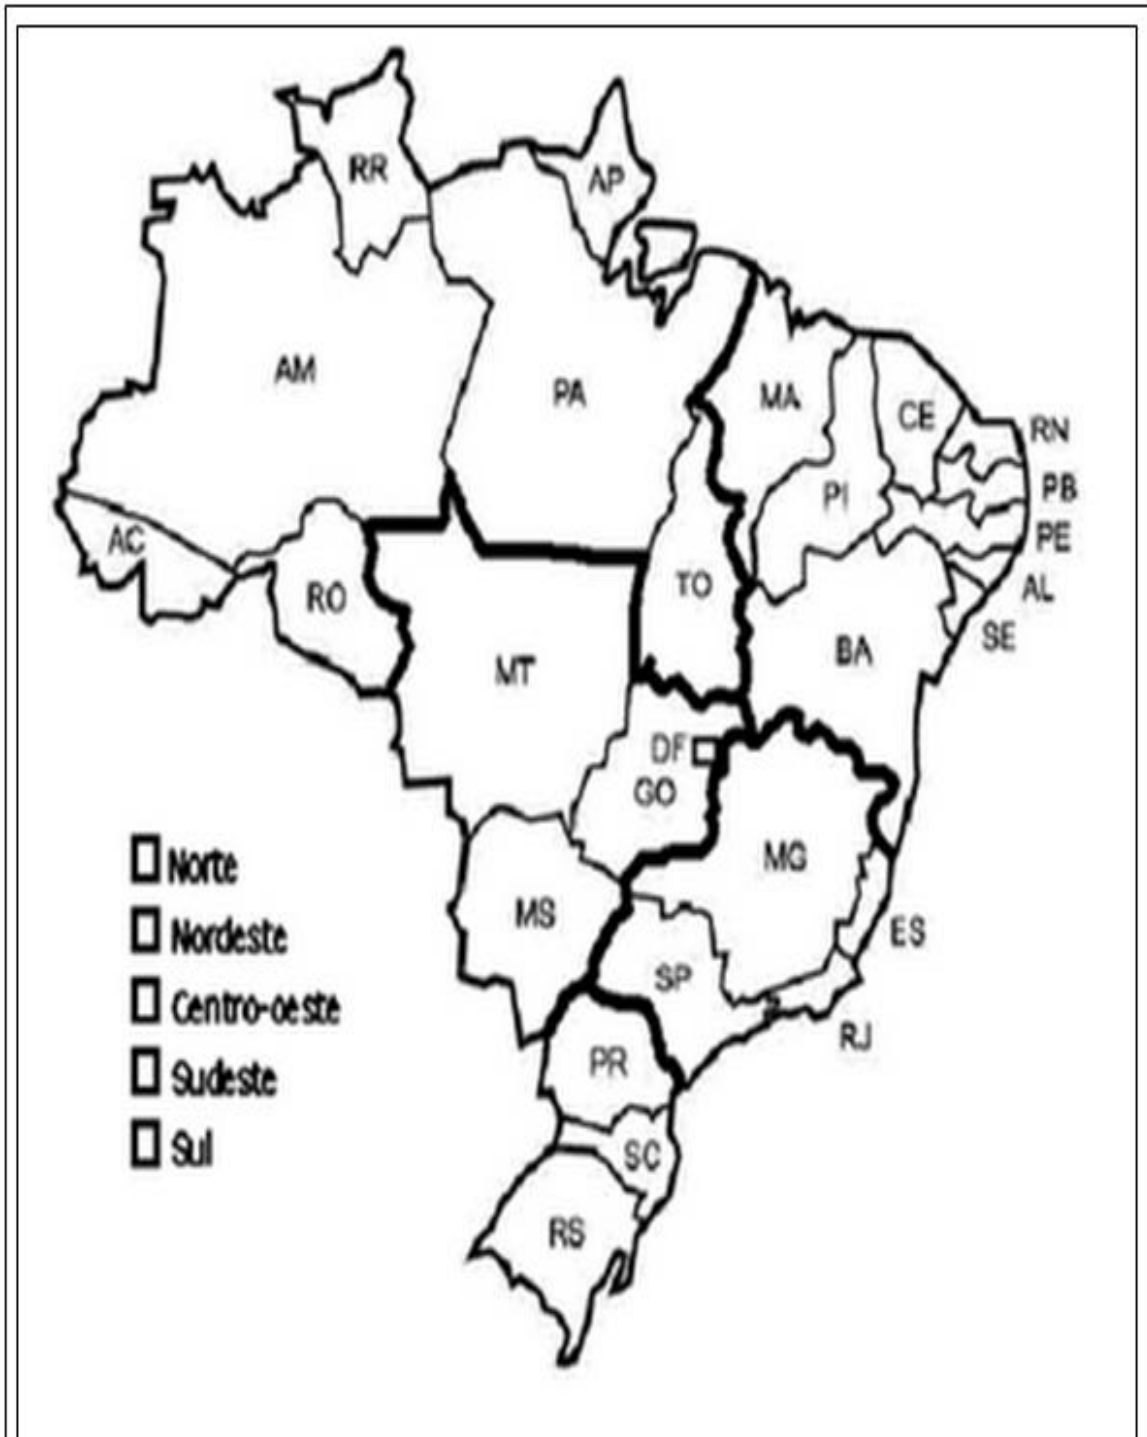 RR
AP
AM
PA
MA
CE
RN
PI
PB
PE
AC
RO
TO
AL
SE
BA
MT
DF
GO
MG
MS
ES
SP
RJ
PR
SC
RS
Norte
Nordeste
Centro-oeste
Sudeste
Sul